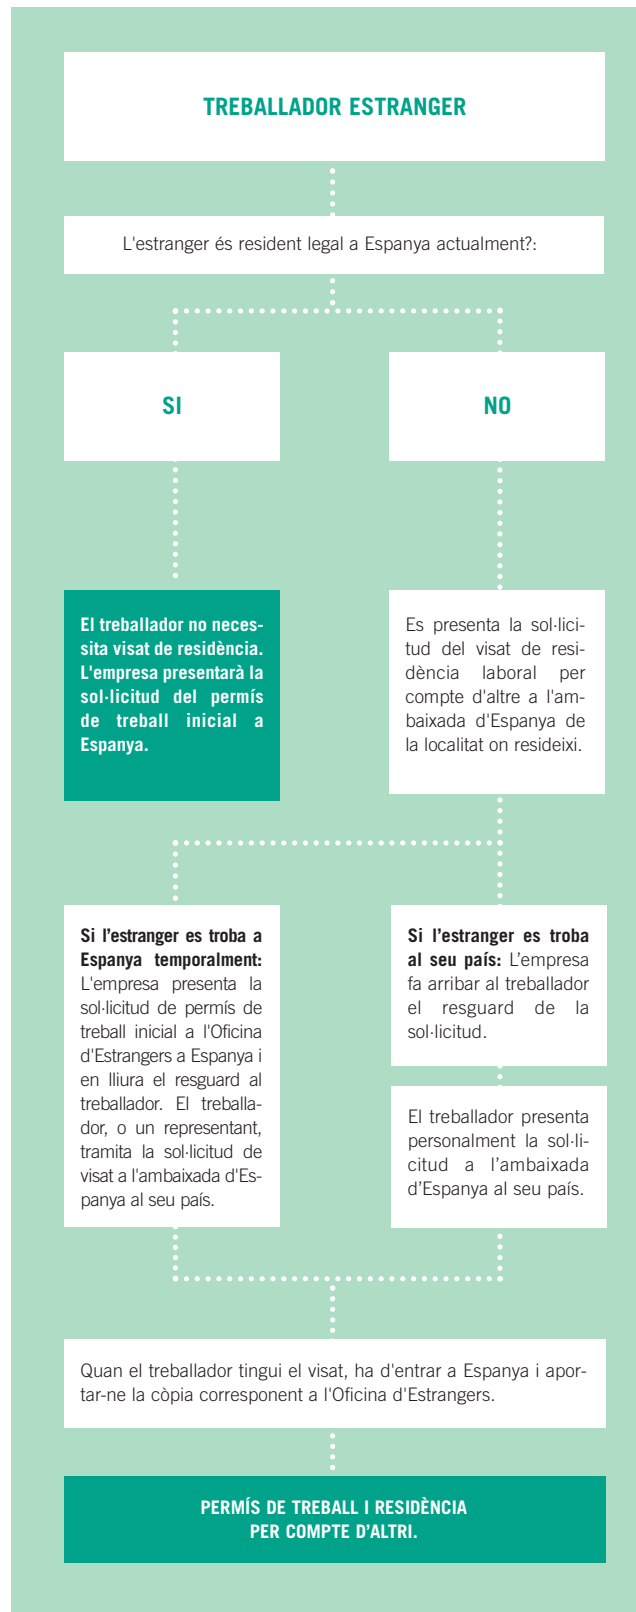 TREBALLADOR ESTRANGER
L'estranger és resident legal a Espanya actualment?:
SI
NO
El treballador no neces-
sita visat de residència.
L'empresa presentarà la
sol·licitud del permís
de treball inicial a
Espanya.
Es presenta la sol·lici-
tud del visat de resi-
dència laboral per
compte d'altre a l'am-
baixada d'Espanya de
la localitat on resideixi.
Si l’estranger es troba a
Espanya temporalment:
L'empresa presenta la
sol·licitud de permís de
treball inicial a l'Oficina
d'Estrangers a Espanya i
en lliura el resguard al
treballador. El treballa-
dor, o un representant,
tramita la sol·licitud de
visat a l'ambaixada d'Es-
panya al seu país.
Si l’estranger es troba
al seu país: L’empresa
fa arribar al treballador
el resguard de la
sol·licitud.
El treballador presenta
personalment la sol·li-
citud a l’ambaixada
d’Espanya al seu país.
Quan el treballador tingui el visat, ha d'entrar a Espanya i apor-
tar-ne la còpia corresponent a l'Oficina d'Estrangers.
PERMÍS DE TREBALL I RESIDÈNCIA
PER COMPTE D’ALTRI.